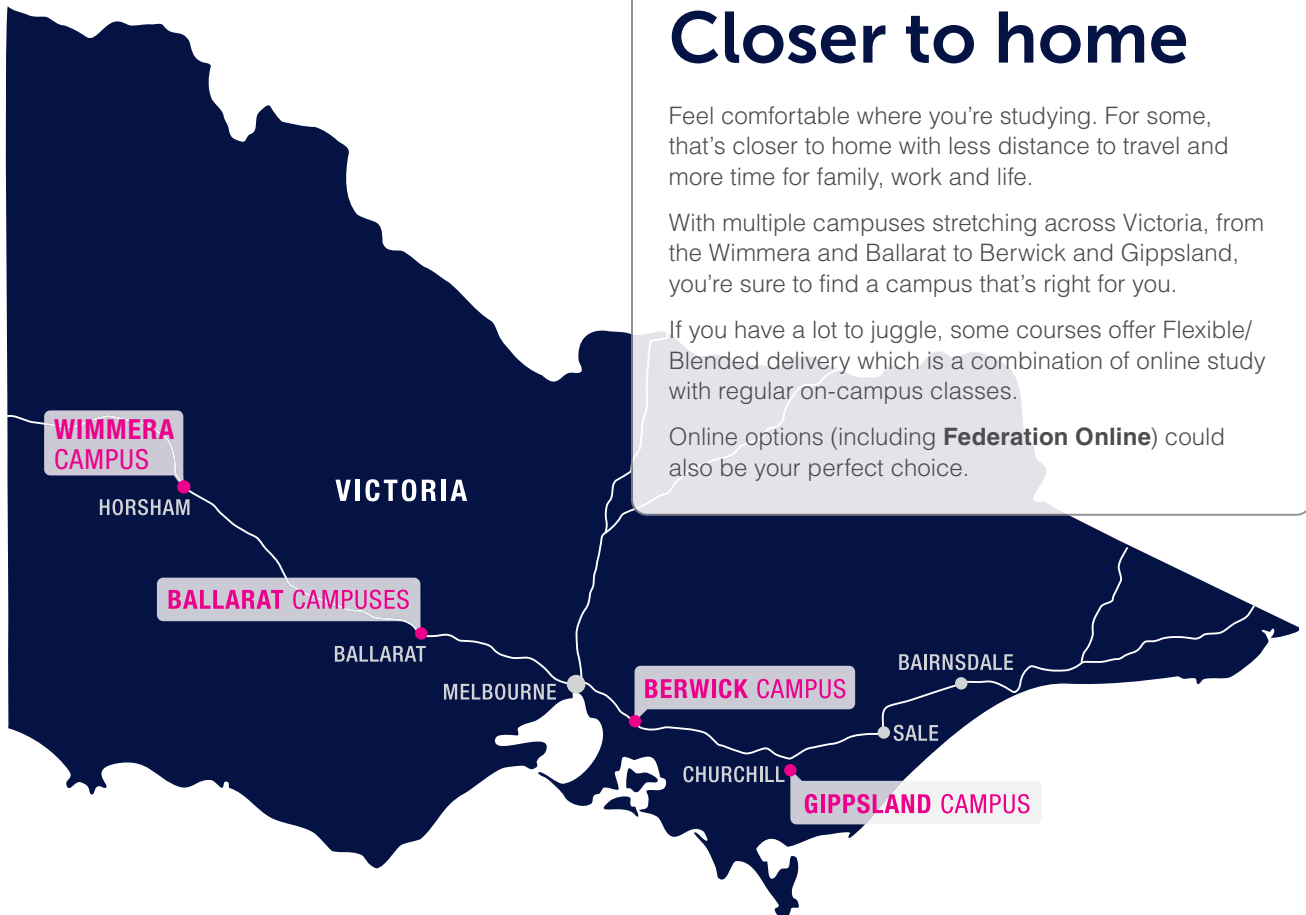 Closer to home
Feel comfortable where you're studying. For some,
that's closer to home with less distance to travel and
more time for family, work and life.
With multiple campuses stretching across Victoria, from
the Wimmera and Ballarat to Berwick and Gippsland,
you're sure to find a campus that's right for you.
If you have a lot to juggle, some courses offer Flexible/
Blended delivery which is a combination of online study
with regular on-campus classes.
Online options (including Federation Online) could
also be your perfect choice.
WIMMERA
CAMPUS
HORSHAM
VICTORIA
BALLARAT CAMPUSES
BALLARAT
MELBOURNE
BERWICK CAMPUS
BAIRNSDALE
SALE
CHURCHILL
GIPPSLAND CAMPUS